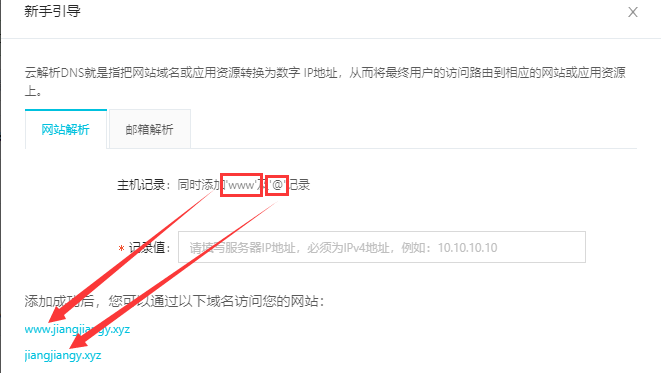 新手引导
云解析DNS就是指把网站域名或应用资源转换为数字 IP地址，从而将最终用户的访问路由到相应的网站或应用资源
上。
网站解析 邮箱解析
主机记录：同时添加'www'及'@'记录
* 记录值： 请填写服务器IP地址，必须为IPv4地址，例如：10.10.10.10
添加成功后，您可以通过以下域名访问您的网站：
www.jiangjiangy.xyz
jiangjiangy.xyz